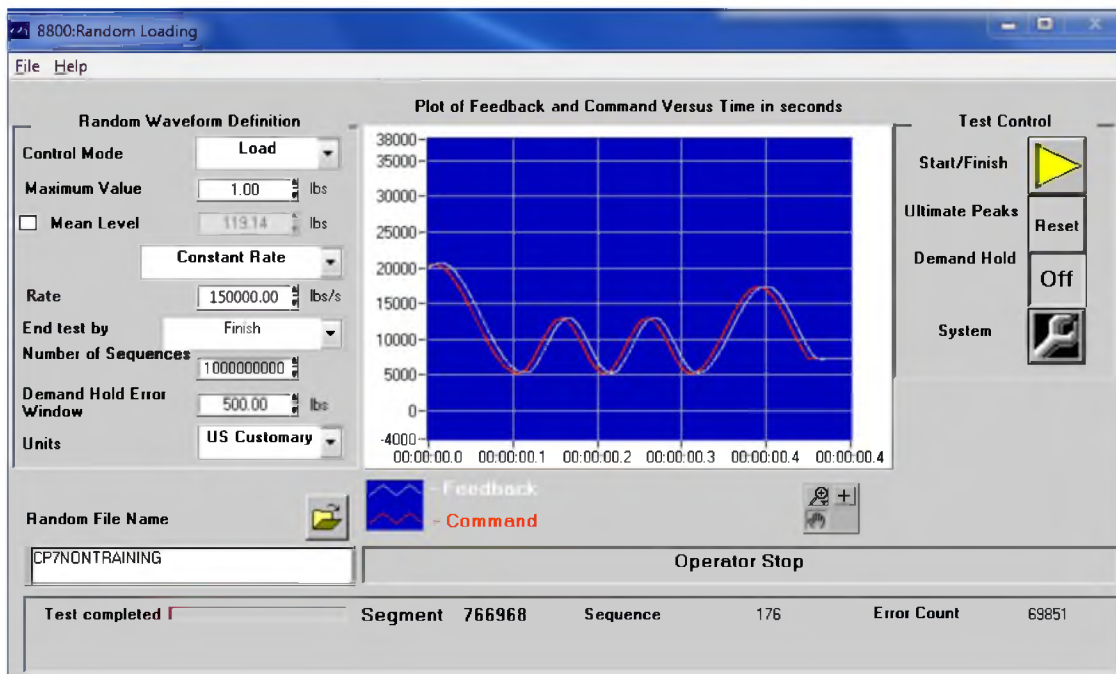 8800:Random Loading
File Help
Random Waveform Definition
Control Mode Load
Maximum Value 1.00 lbs
Mean Level 119.14 lbs
Constant Rate
Rate 150000.00 lbs/s
End test by Finish
Number of Sequences 1000000000
Demand Hold Error Window 500.00 lbs
Units US Customary
Random File Name
CP7NONTRAINING
Plot of Feedback and Command Versus Time in seconds
38000
35000
30000
25000
20000
15000
10000
5000
0
-4000
00:00:00.0 00:00:00.1 00:00:00.2 00:00:00.3 00:00:00.4 00:00:00.4
- Feedback
- Command
Operator Stop
Test Control
Start/Finish
Ultimate Peaks Reset
Demand Hold Off
System
Test completed Segment 766968 Sequence 176 Error Count 69851